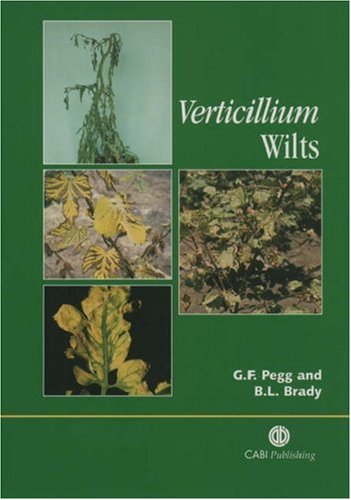 Verticillium
Wilts
G.F. Pegg and
B.L. Brady
CABI Publishing